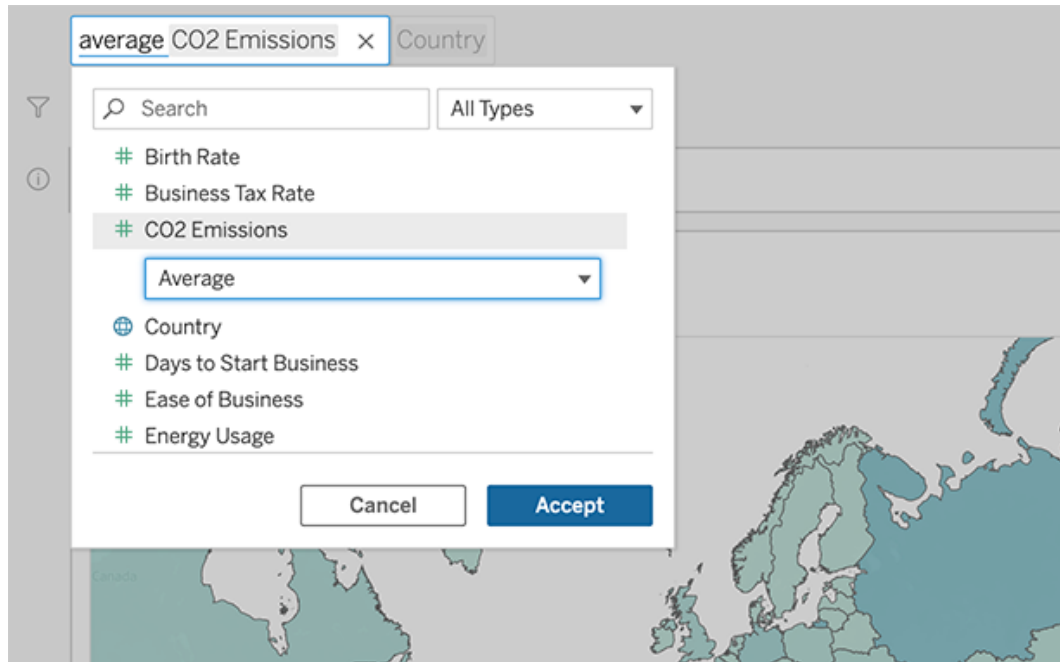 average CO2 Emissions × Country
Search
All Types
Birth Rate
Business Tax Rate
CO2 Emissions
Average
Country
Days to Start Business
Ease of Business
Energy Usage
Cancel
Accept
Canada